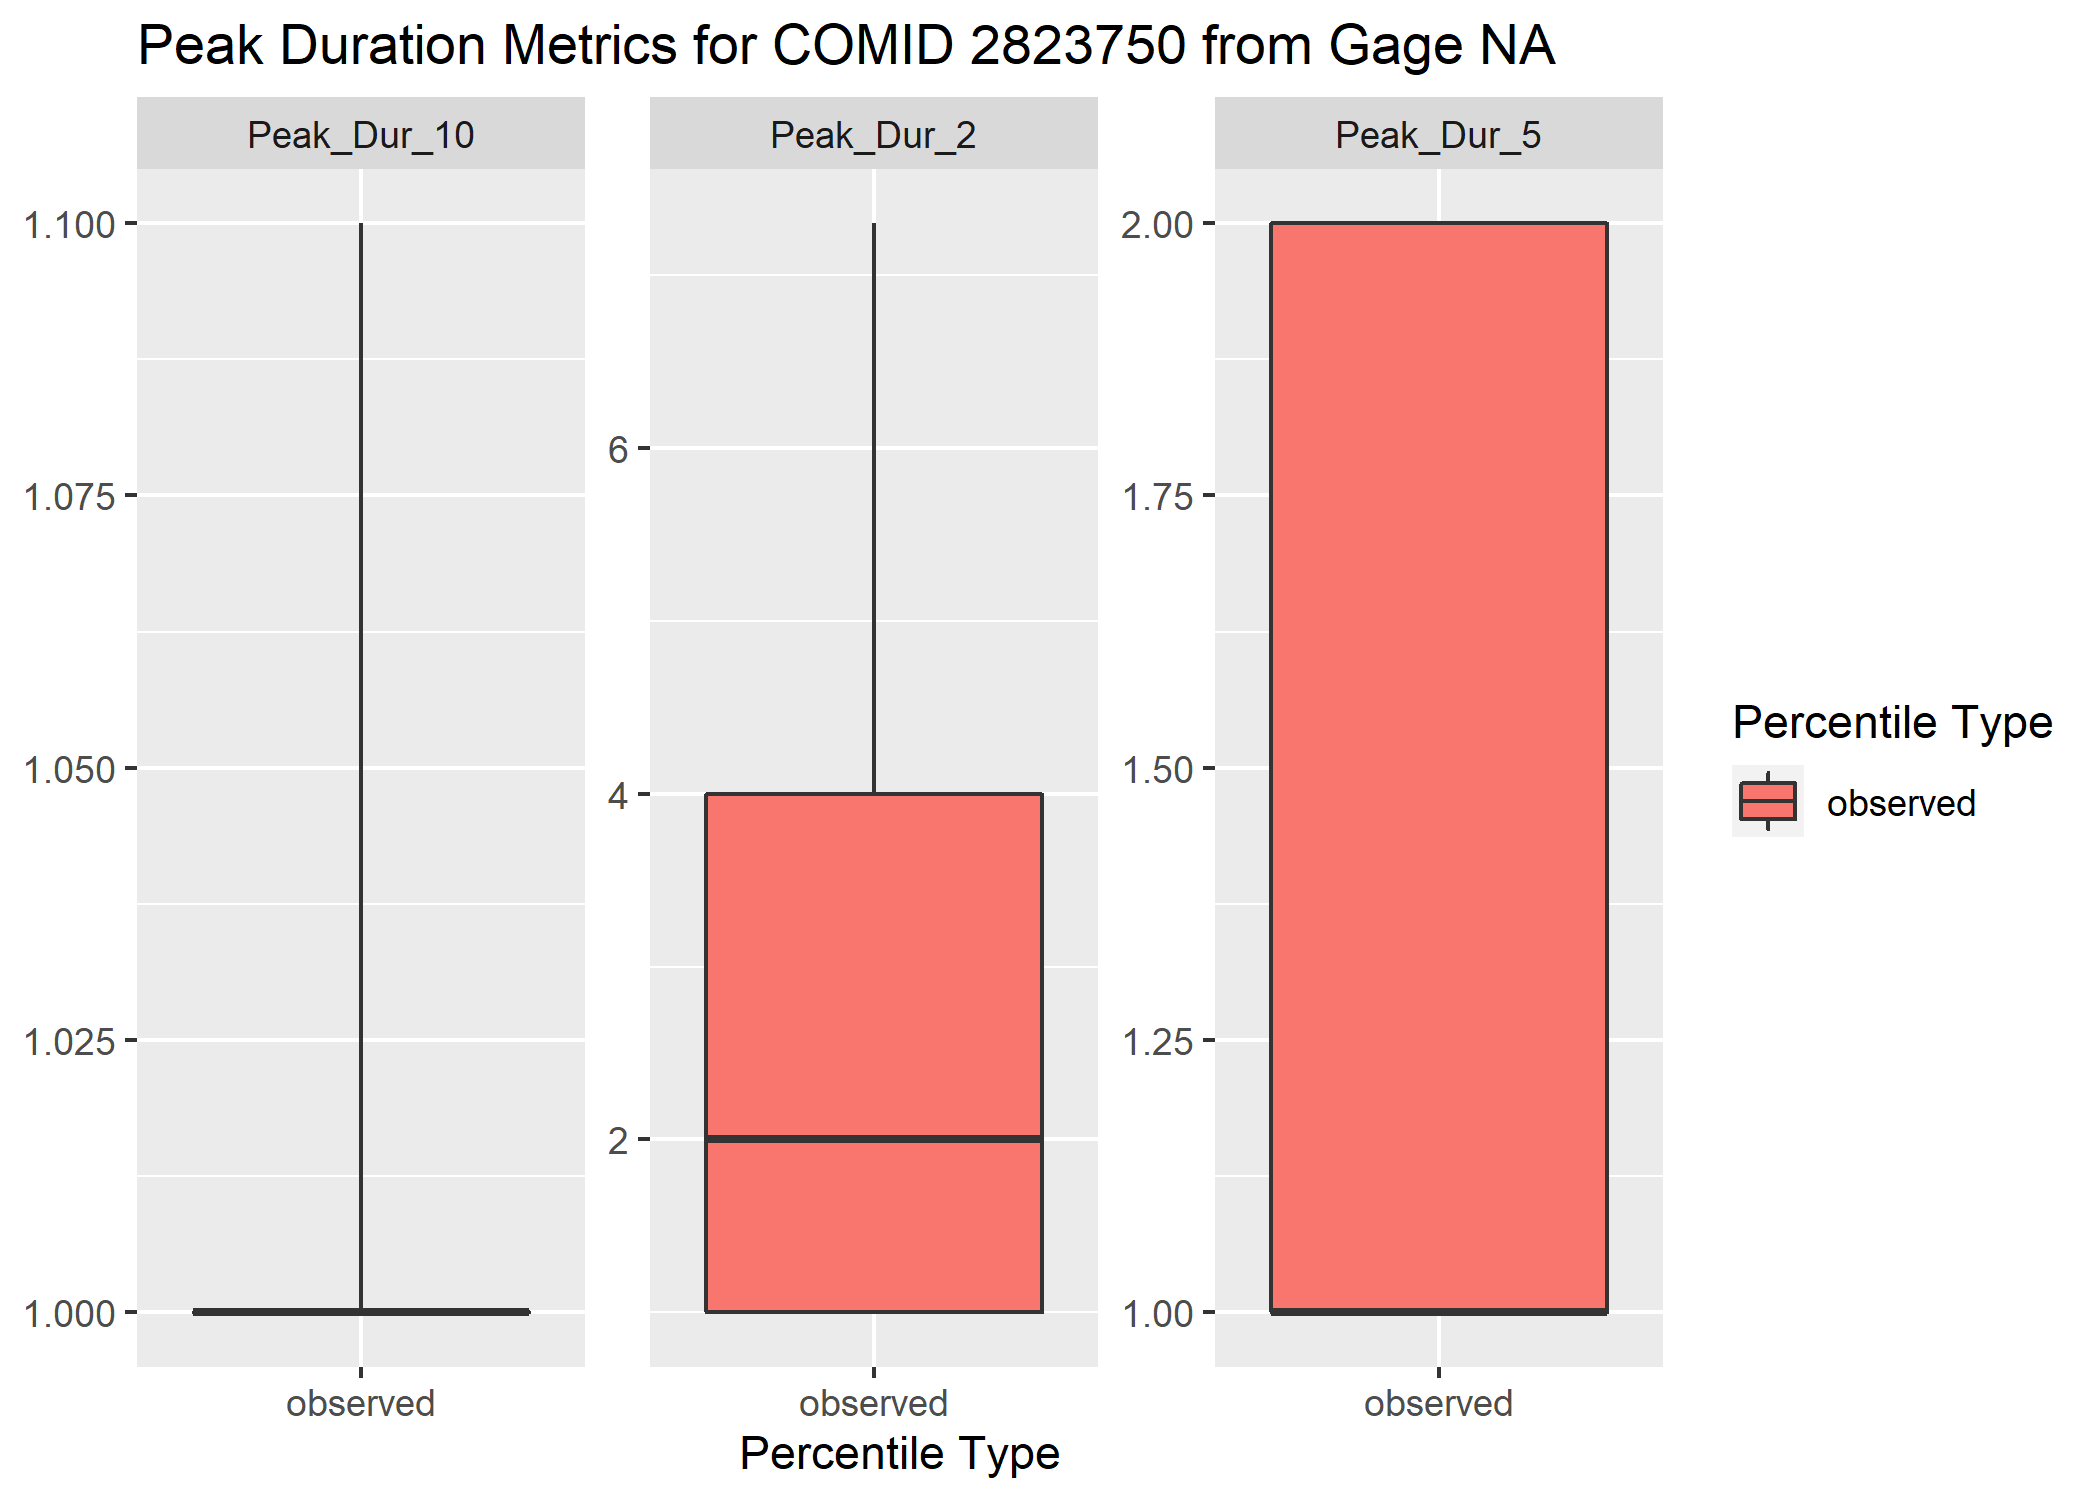 Peak Duration Metrics for COMID 2823750 from Gage NA
Peak_Dur_10
Peak_Dur_2
Peak_Dur_5
1.100
1.075
1.050
1.025
1.000
6
4
2
2.00
1.75
1.50
1.25
1.00
observed
observed
observed
Percentile Type
Percentile Type
observed